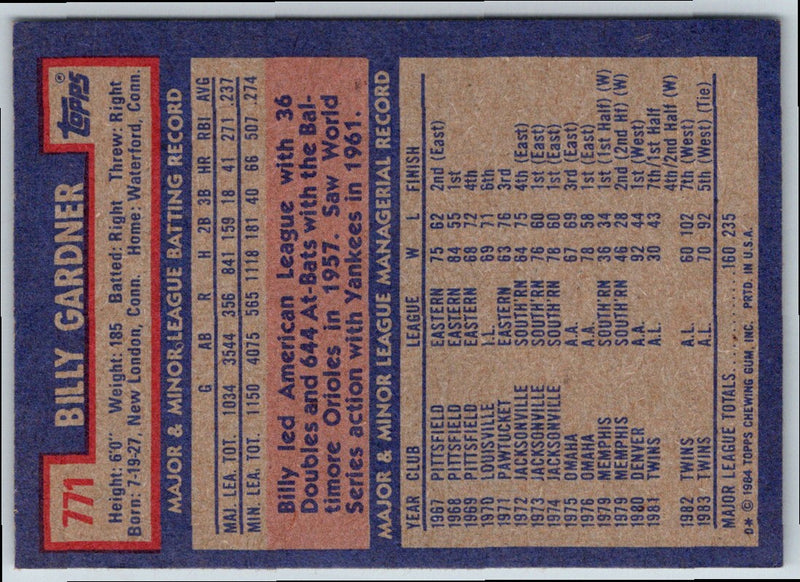 771 BILLY GARDNER topps®
Height: 6'0" Weight: 185 Batted: Right Threw: Right
Born: 7-19-27, New London, Conn. Home: Waterford, Conn.
MAJOR & MINOR LEAGUE BATTING RECORD
G AB R H 2B 3B HR RBI AVG
MAJ. LEA. TOT. 1034 3544 356 841 159 18 41 271 .237
MIN. LEA. TOT. 1150 4075 565 1118 181 40 66 507 .274
Billy led American League with 36
Doubles and 644 At-Bats with the Bal-
timore Orioles in 1957. Saw World
Series action with Yankees in 1961.
MAJOR & MINOR LEAGUE MANAGERIAL RECORD
YEAR CLUB LEAGUE W L FINISH
1967 PITTSFIELD EASTERN 75 62 2nd (East)
1968 PITTSFIELD EASTERN 84 55 1st
1969 PITTSFIELD EASTERN 68 72 4th
1970 LOUISVILLE I.L. 69 71 6th
1971 PAWTUCKET EASTERN 63 76 3rd
1972 JACKSONVILLE SOUTH'RN 64 75 4th (East)
1973 JACKSONVILLE SOUTH'RN 76 60 1st (East)
1974 JACKSONVILLE SOUTH'RN 78 60 1st (East)
1975 OMAHA A.A. 67 69 3rd (East)
1976 OMAHA A.A. 78 58 1st (East)
1979 MEMPHIS SOUTH'RN 36 34 1st (1st Half) (W)
1979 MEMPHIS SOUTH'RN 46 28 2nd (2nd Hf) (W)
1980 DENVER A.A. 92 44 1st (West)
1981 TWINS A.L. 30 43 7th/1st Half
4th/2nd Half (W)
1982 TWINS A.L. 60 102 7th (West)
1983 TWINS A.L. 70 92 5th (West) (Tie)
MAJOR LEAGUE TOTALS............160 235
D* © 1984 TOPPS CHEWING GUM, INC. PRTD. IN U.S.A.